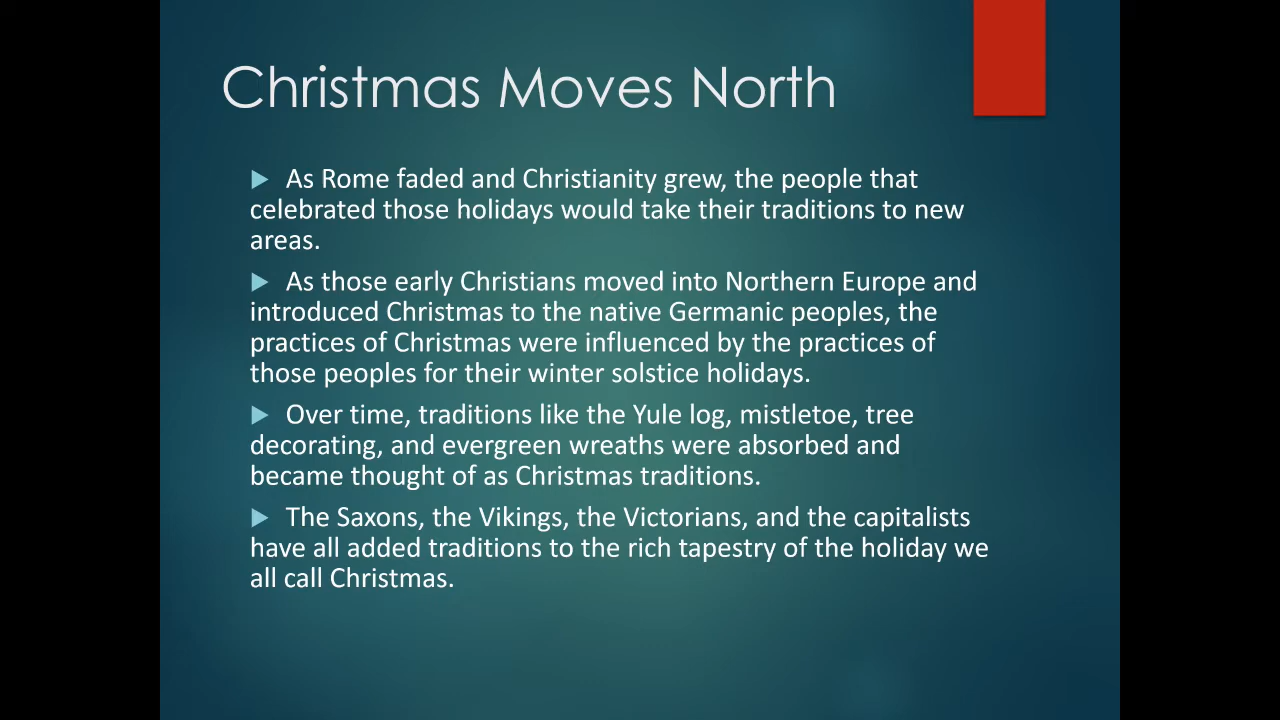 Christmas Moves North
As Rome faded and Christianity grew, the people that
celebrated those holidays would take their traditions to new
areas.
As those early Christians moved into Northern Europe and
introduced Christmas to the native Germanic peoples, the
practices of Christmas were influenced by the practices of
those peoples for their winter solstice holidays.
Over time, traditions like the Yule log, mistletoe, tree
decorating, and evergreen wreaths were absorbed and
became thought of as Christmas traditions.
The Saxons, the Vikings, the Victorians, and the capitalists
have all added traditions to the rich tapestry of the holiday we
all call Christmas.